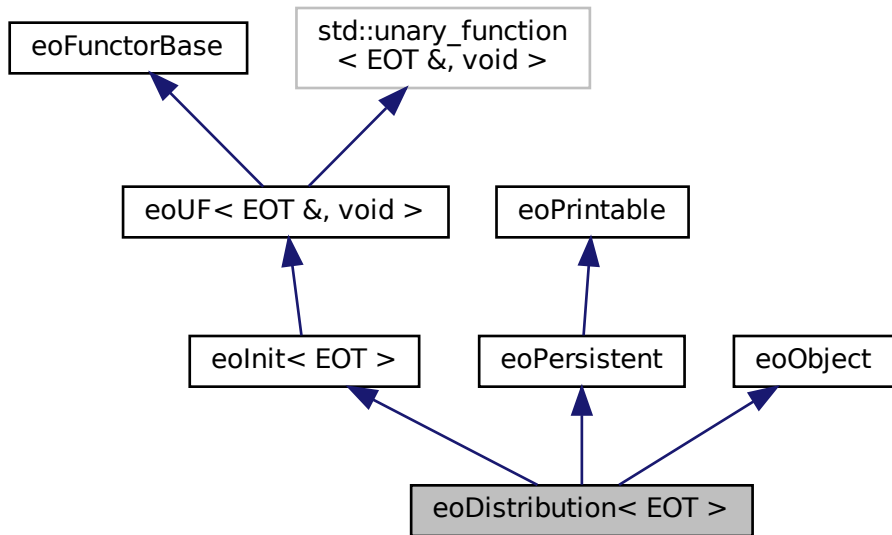 eoFunctorBase
std::unary_function
< EOT &, void >
eoUF< EOT &, void >
eoPrintable
eoInit< EOT >
eoPersistent
eoObject
eoDistribution< EOT >